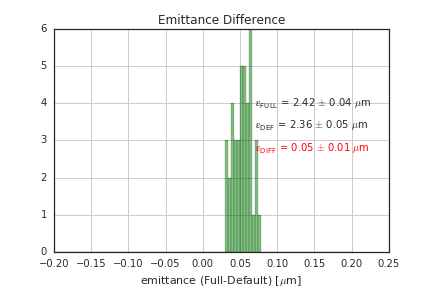 Emittance Difference
6
5
4
3
2
1
0
ε_FULL = 2.42 ± 0.04 μm
ε_DEF = 2.36 ± 0.05 μm
ε_DIFF = 0.05 ± 0.01 μm
−0.20 −0.15 −0.10 −0.05 0.00 0.05 0.10 0.15 0.20 0.25
emittance (Full-Default) [μm]